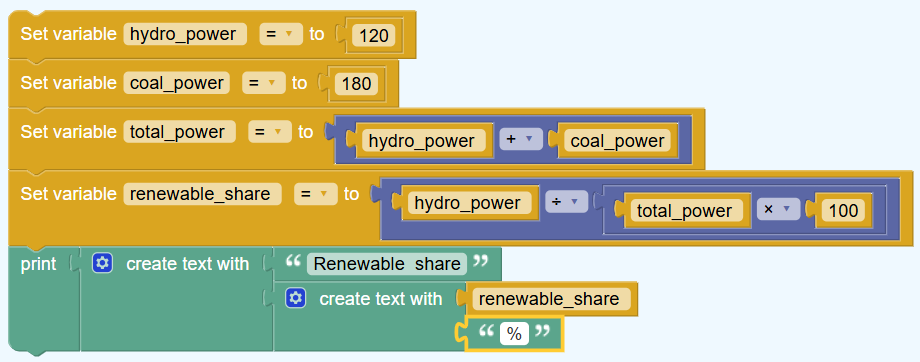 Set variable hydro_power = to 120
Set variable coal_power = to 180
Set variable total_power = to hydro_power + coal_power
Set variable renewable_share = to hydro_power ÷ total_power × 100
print create text with “ Renewable share ”
create text with renewable_share
“ % ”